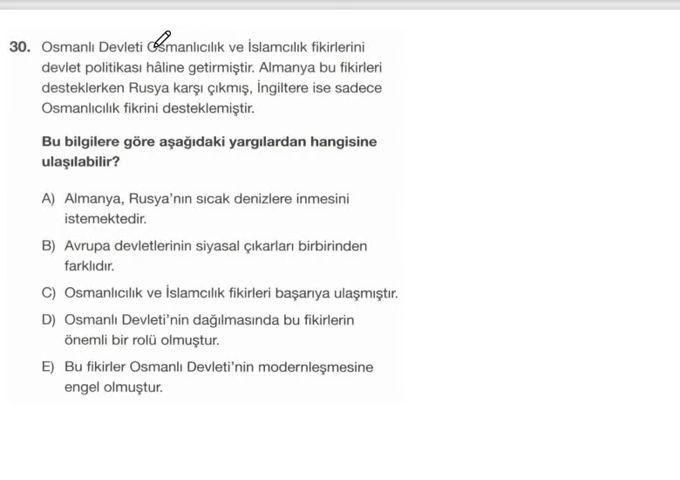 30. Osmanlı Devleti Osmanlıcılık ve İslamcılık fikirlerini
devlet politikası hâline getirmiştir. Almanya bu fikirleri
desteklerken Rusya karşı çıkmış, İngiltere ise sadece
Osmanlıcılık fikrini desteklemiştir.
Bu bilgilere göre aşağıdaki yargılardan hangisine
ulaşılabilir?
A) Almanya, Rusya'nın sıcak denizlere inmesini
istemektedir.
B) Avrupa devletlerinin siyasal çıkarları birbirinden
farklıdır.
C) Osmanlıcılık ve İslamcılık fikirleri başarıya ulaşmıştır.
D) Osmanlı Devleti'nin dağılmasında bu fikirlerin
önemli bir rolü olmuştur.
E) Bu fikirler Osmanlı Devleti'nin modernleşmesine
engel olmuştur.